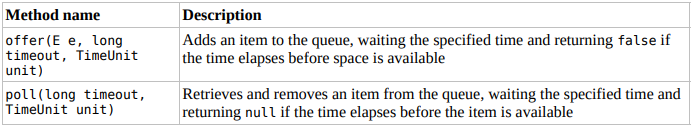 Method name Description
offer(E e, long Adds an item to the queue, waiting the specified time and returning false if
timeout, TimeUnit the time elapses before space is available
unit)
poll(long timeout, Retrieves and removes an item from the queue, waiting the specified time and
TimeUnit unit) returning null if the time elapses before the item is available